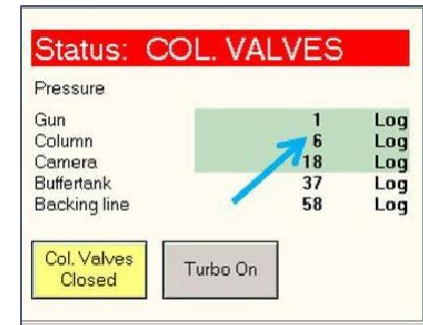 Status: COL. VALVES
Pressure
Gun 1 Log
Column 6 Log
Camera 18 Log
Buffertank 37 Log
Backing line 58 Log
Col. Valves
Closed
Turbo On